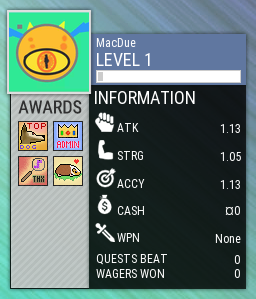 MacDue
LEVEL 1
AWARDS
TOP
ADMIN
THX
INFORMATION
ATK 1.13
STRG 1.05
ACCY 1.13
CASH ¤0
WPN None
QUESTS BEAT 0
WAGERS WON 0